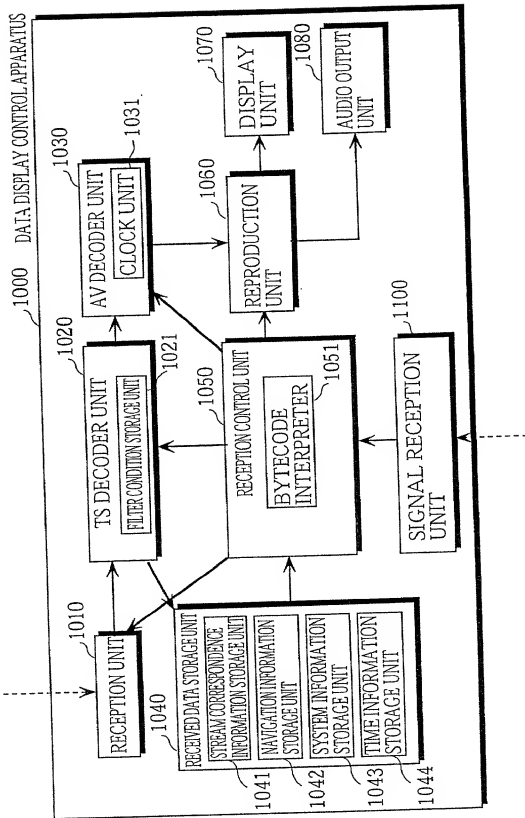 1000 DATA DISPLAY CONTROL APPARATUS
1010
RECEPTION UNIT
1020
TS DECODER UNIT
1021
FILTER CONDITION STORAGE UNIT
1030
AV DECODER UNIT
1031
CLOCK UNIT
1040
RECEIVED DATA STORAGE UNIT
STREAM CORRESPONDENCE
INFORMATION STORAGE UNIT
1041
NAVIGATION INFORMATION
STORAGE UNIT
1042
SYSTEM INFORMATION
STORAGE UNIT
1043
TIME INFORMATION
STORAGE UNIT
1044
1050
RECEPTION CONTROL UNIT
1051
BYTECODE
INTERPRETER
1060
REPRODUCTION
UNIT
1070
DISPLAY
UNIT
1080
AUDIO OUTPUT
UNIT
1100
SIGNAL RECEPTION
UNIT